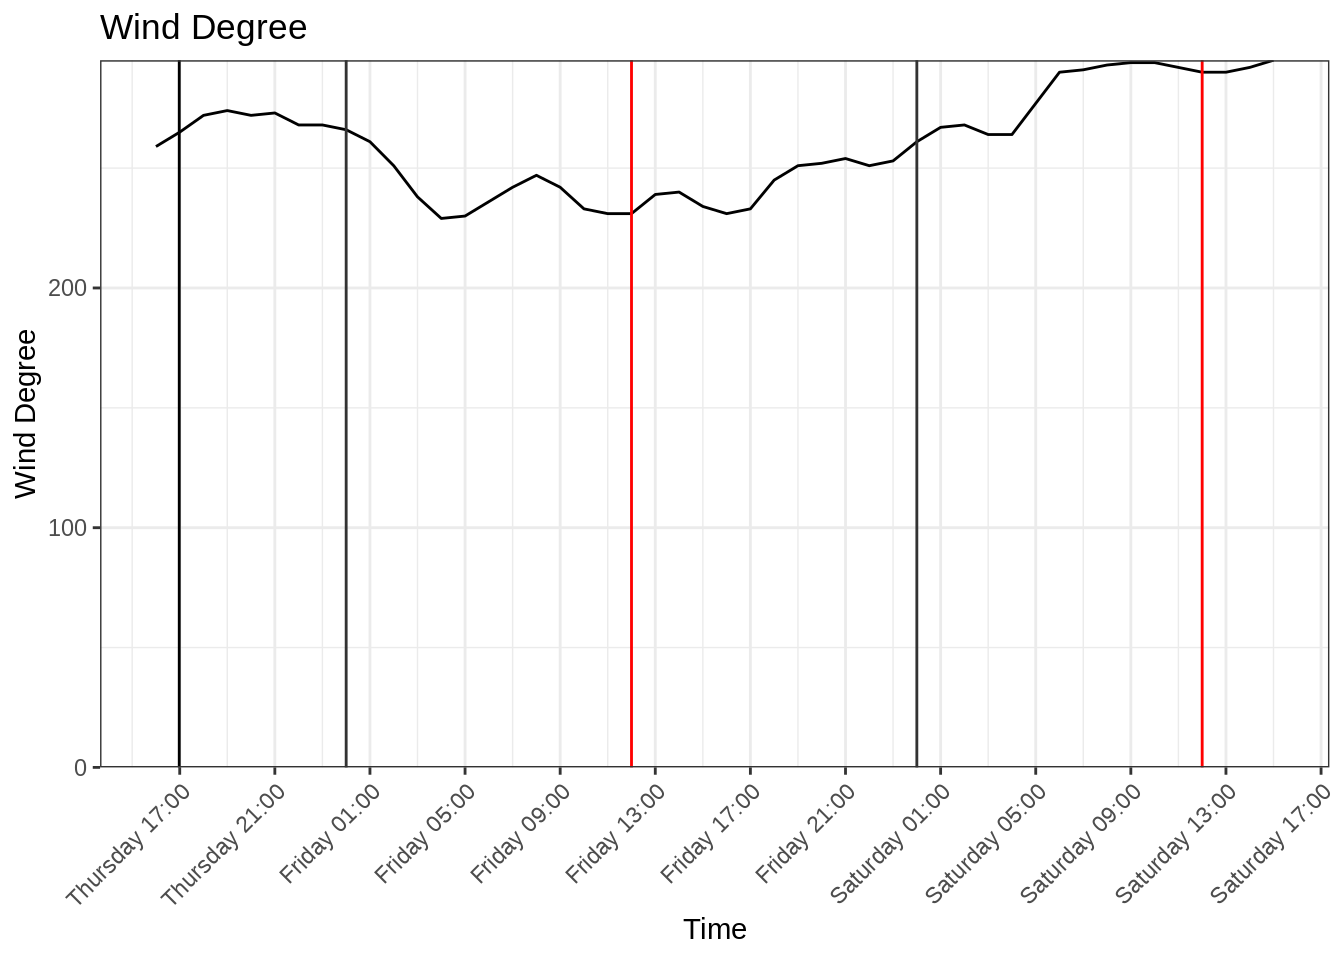 Wind Degree
Wind Degree
200
100
0
Thursday 17:00
Thursday 21:00
Friday 01:00
Friday 05:00
Friday 09:00
Friday 13:00
Friday 17:00
Friday 21:00
Saturday 01:00
Saturday 05:00
Saturday 09:00
Saturday 13:00
Saturday 17:00
Time